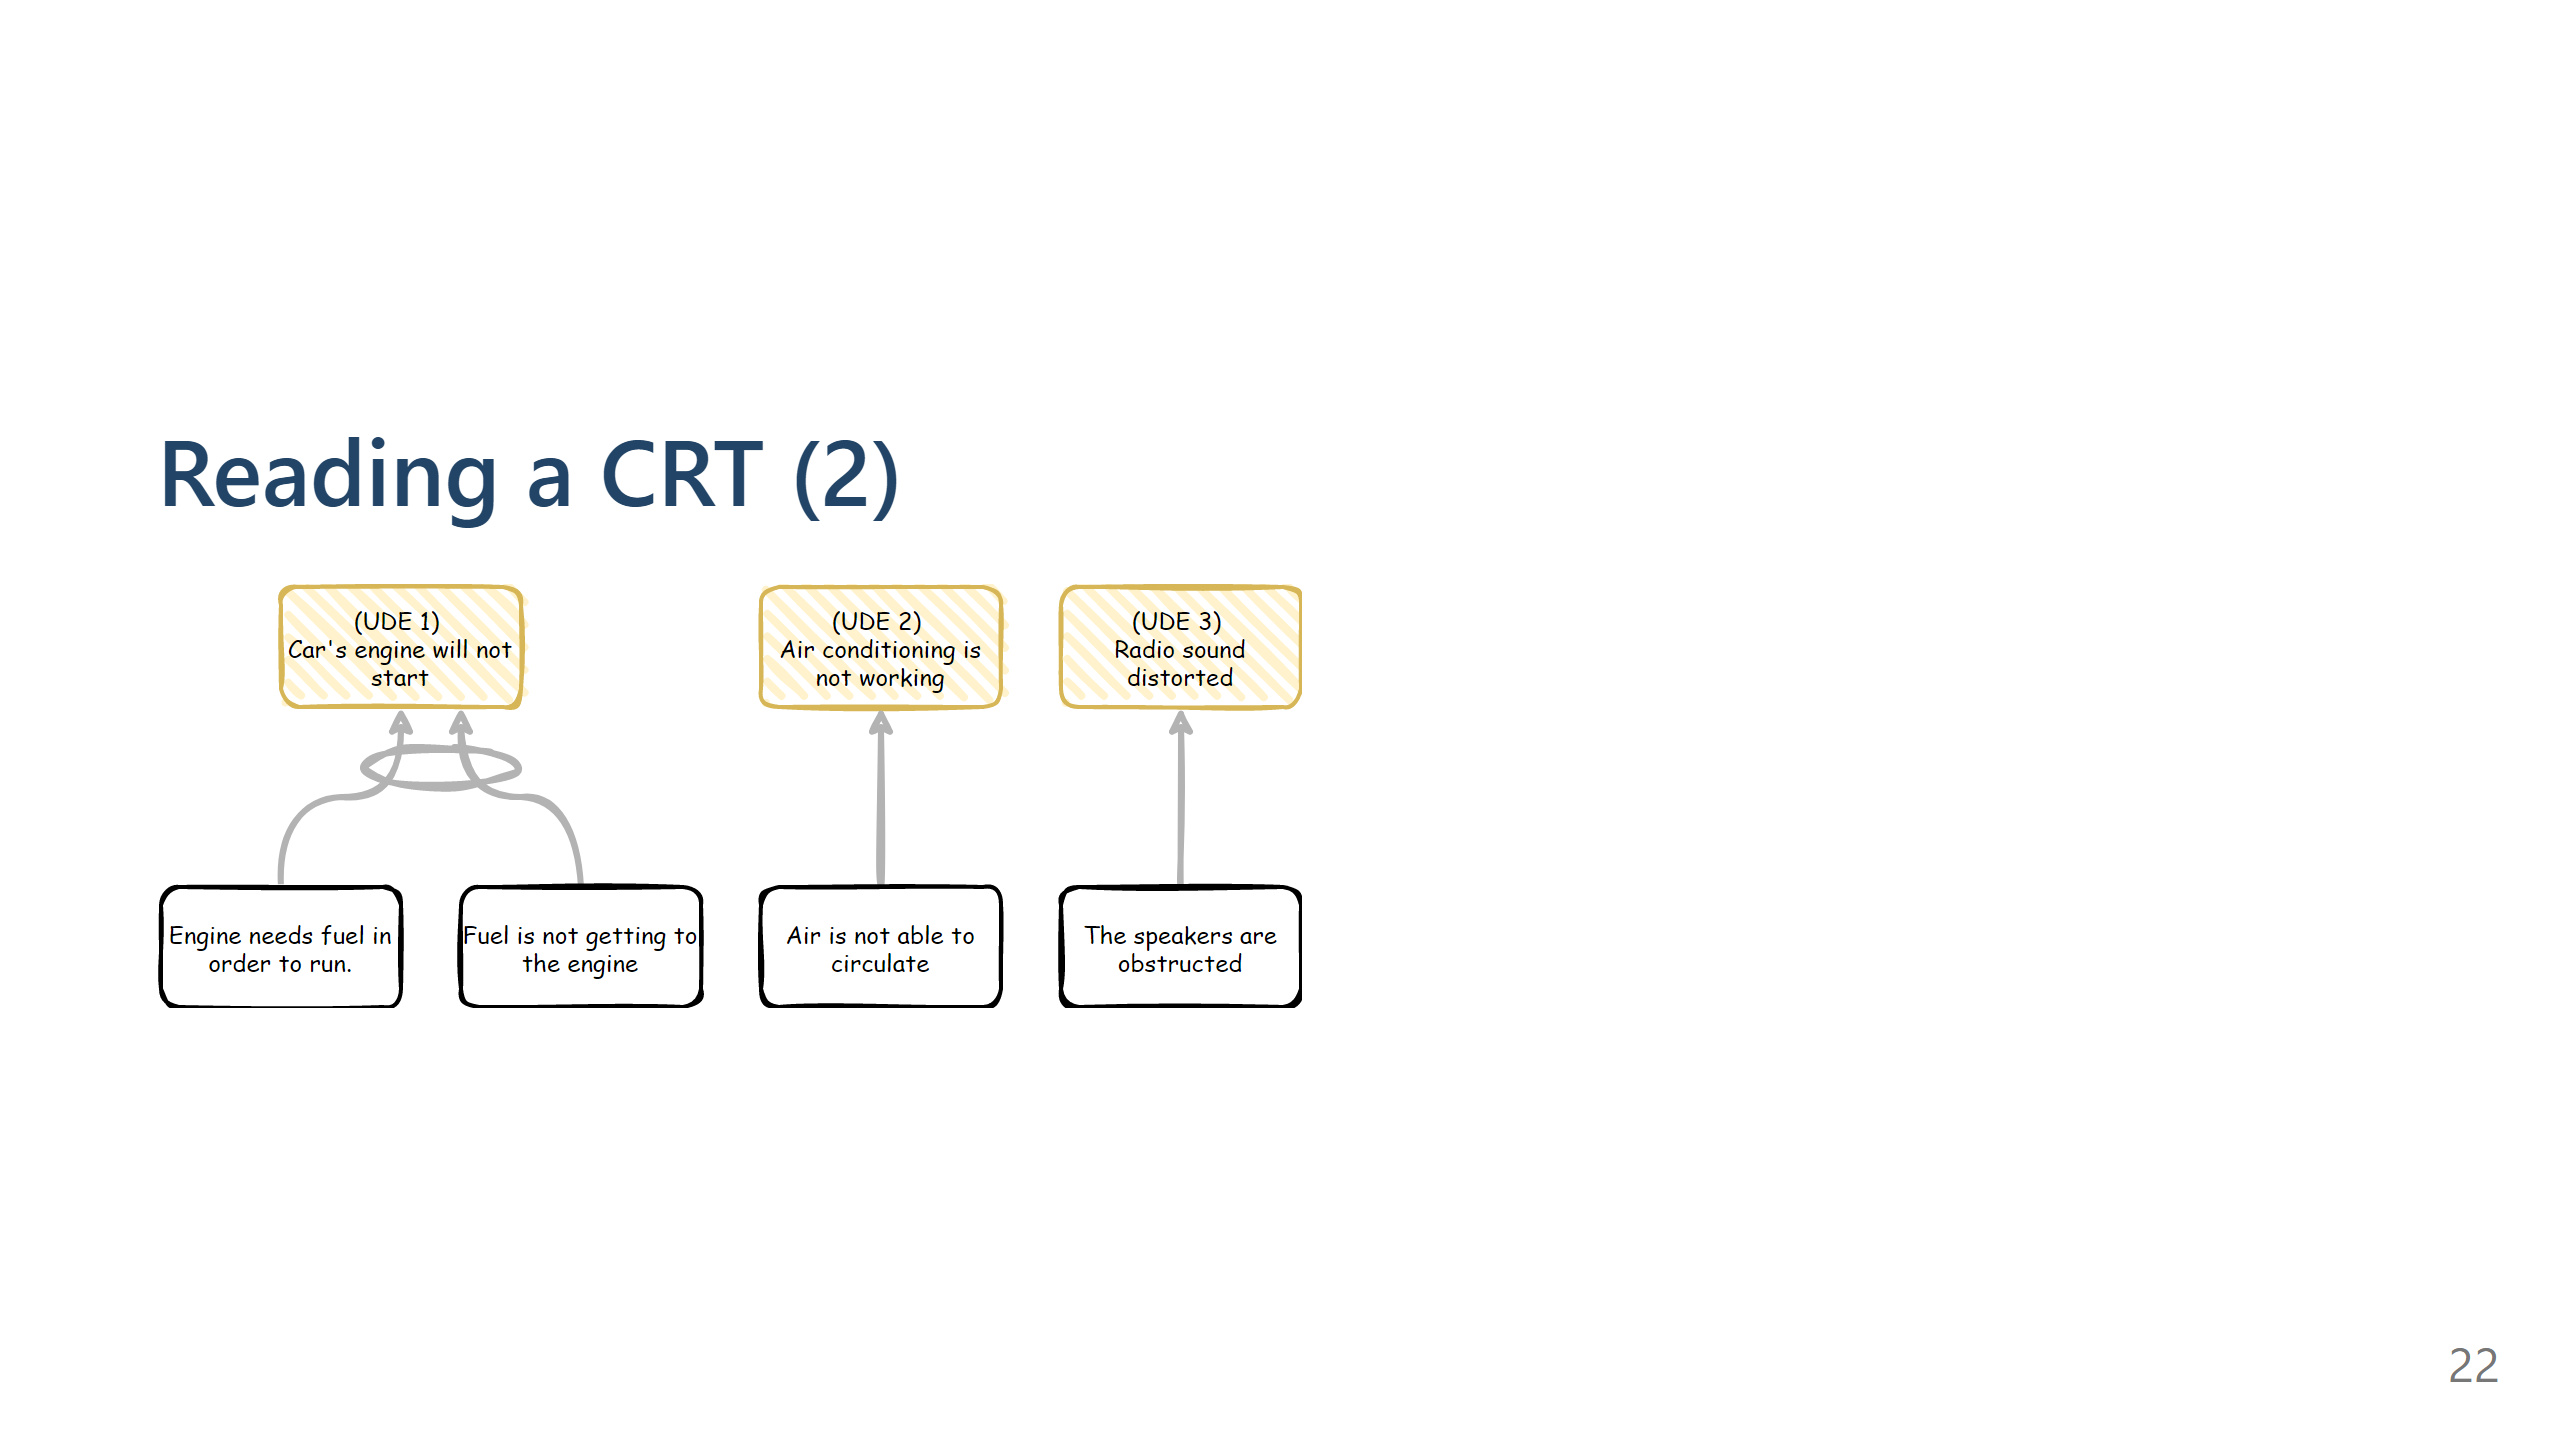 Reading a CRT (2)
(UDE 1)
Car's engine will not
start
(UDE 2)
Air conditioning is
not working
(UDE 3)
Radio sound
distorted
Engine needs fuel in
order to run.
Fuel is not getting to
the engine
Air is not able to
circulate
The speakers are
obstructed
22